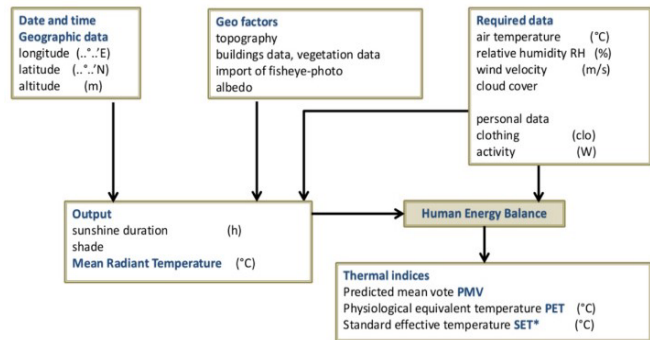 Date and time
Geographic data
longitude (..°..'E)
latitude (..°..'N)
altitude (m)
Geo factors
topography
buildings data, vegetation data
import of fisheye-photo
albedo
Required data
air temperature (°C)
relative humidity RH (%)
wind velocity (m/s)
cloud cover
personal data
clothing (clo)
activity (W)
Output
sunshine duration (h)
shade
Mean Radiant Temperature (°C)
Human Energy Balance
Thermal indices
Predicted mean vote PMV
Physiological equivalent temperature PET (°C)
Standard effective temperature SET* (°C)